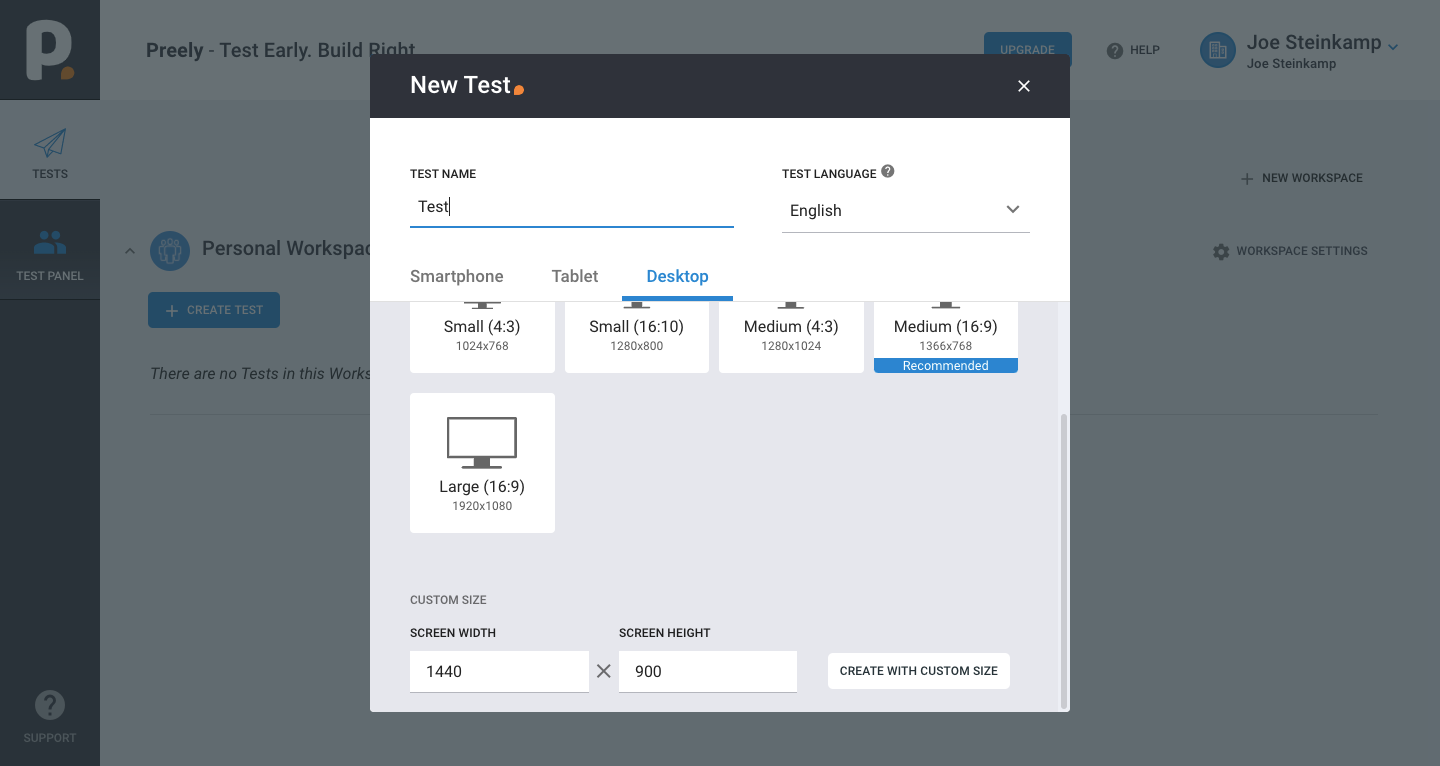 Preely - Test Early. Build Right
UPGRADE
HELP
Joe Steinkamp
Joe Steinkamp
TESTS
TEST PANEL
SUPPORT
NEW WORKSPACE
Personal Workspac
WORKSPACE SETTINGS
CREATE TEST
There are no Tests in this Works
New Test
TEST NAME
Test
TEST LANGUAGE
English
Smartphone
Tablet
Desktop
Small (4:3)
1024x768
Small (16:10)
1280x800
Medium (4:3)
1280x1024
Medium (16:9)
1366x768
Recommended
Large (16:9)
1920x1080
CUSTOM SIZE
SCREEN WIDTH
1440
SCREEN HEIGHT
900
CREATE WITH CUSTOM SIZE